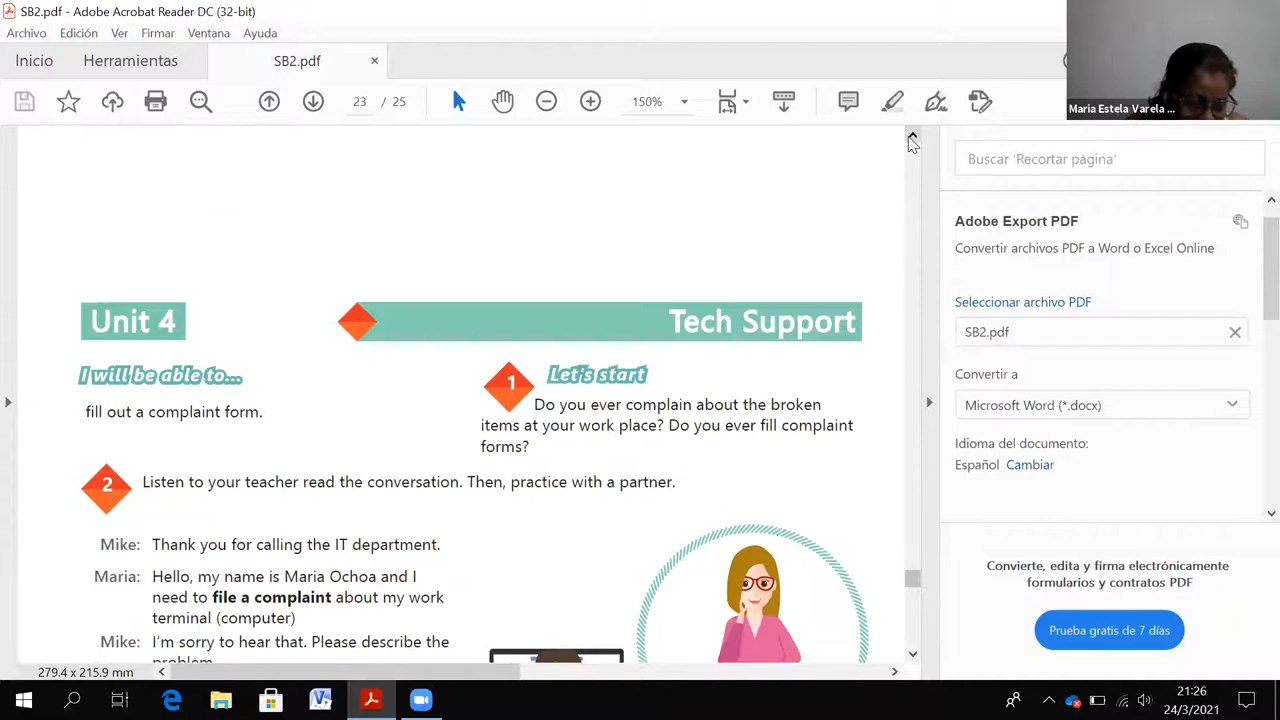 SB2.pdf - Adobe Acrobat Reader DC (32-bit)
Archivo Edición Ver Firmar Ventana Ayuda
Inicio Herramientas SB2.pdf
23 / 25 150%
Maria Estela Varela ...
Buscar 'Recortar página'
Adobe Export PDF
Convertir archivos PDF a Word o Excel Online
Seleccionar archivo PDF
SB2.pdf
Convertir a
Microsoft Word (*.docx)
Idioma del documento:
Español Cambiar
Convierte, edita y firma electrónicamente
formularios y contratos PDF
Prueba gratis de 7 días
Unit 4
Tech Support
I will be able to...
fill out a complaint form.
1 Let's start
Do you ever complain about the broken
items at your work place? Do you ever fill complaint
forms?
2 Listen to your teacher read the conversation. Then, practice with a partner.
Mike: Thank you for calling the IT department.
Maria: Hello, my name is Maria Ochoa and I
need to file a complaint about my work
terminal (computer)
Mike: I'm sorry to hear that. Please describe the
problem
279.4 x 215.9 mm
21:26
24/3/2021